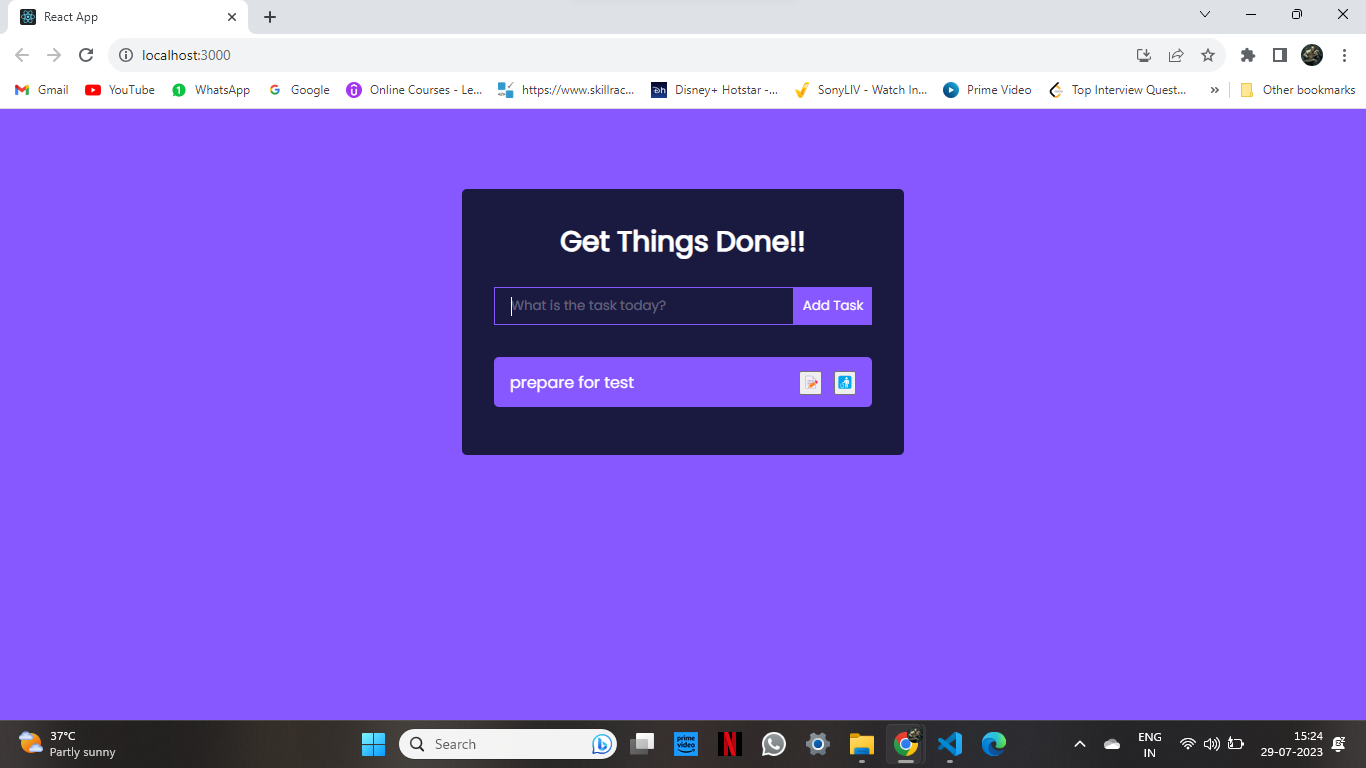 React App
localhost:3000
Gmail YouTube WhatsApp Google Online Courses - Le... https://www.skillrac... Disney+ Hotstar -... SonyLIV - Watch In... Prime Video Top Interview Quest... » Other bookmarks
Get Things Done!!
What is the task today? Add Task
prepare for test
37°C
Partly sunny
Search
prime video
ENG
IN
15:24
29-07-2023